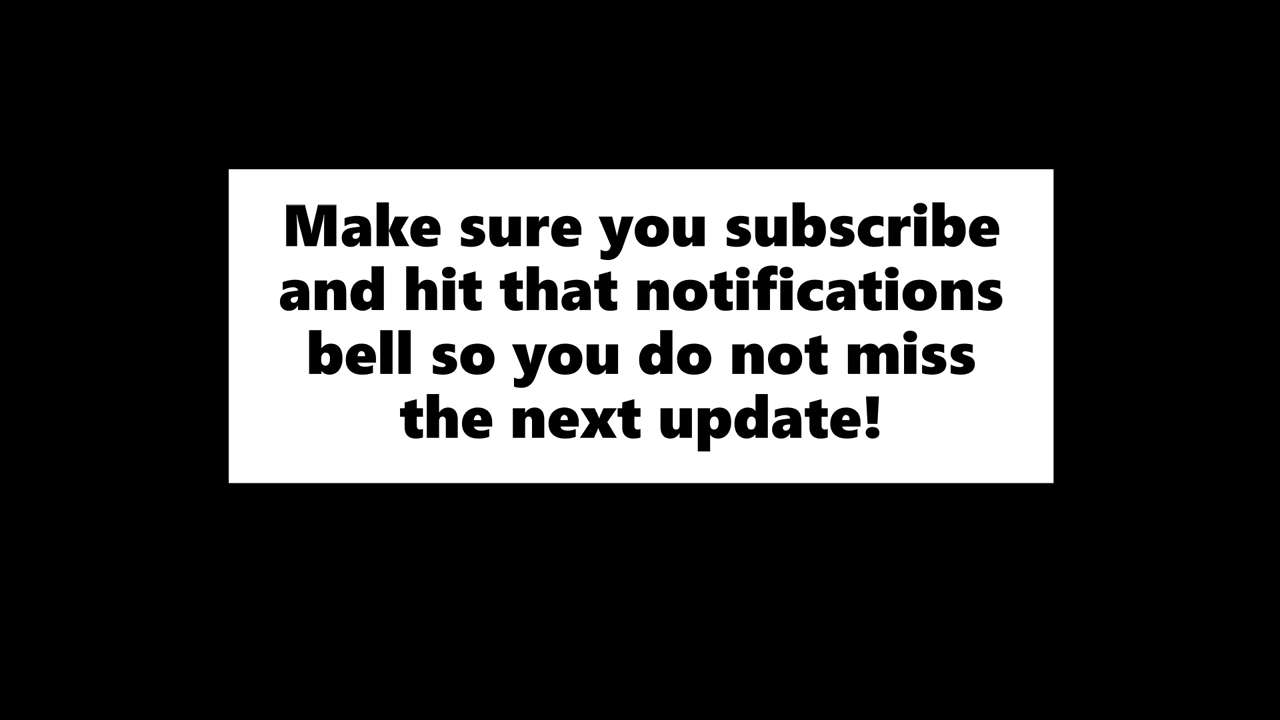 Make sure you subscribe
and hit that notifications
bell so you do not miss
the next update!